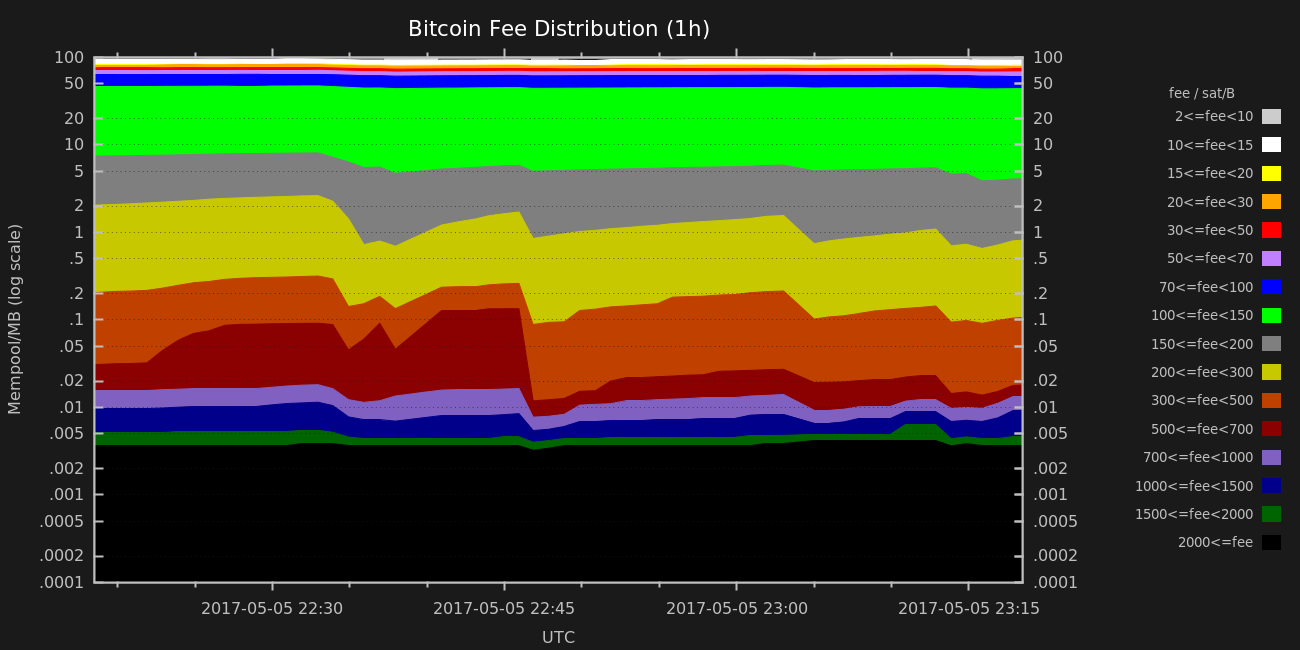 Bitcoin Fee Distribution (1h)
Mempool/MB (log scale)
100
50
20
10
5
2
1
.5
.2
.1
.05
.02
.01
.005
.002
.001
.0005
.0002
.0001
100
50
20
10
5
2
1
.5
.2
.1
.05
.02
.01
.005
.002
.001
.0005
.0002
.0001
2017-05-05 22:30
2017-05-05 22:45
2017-05-05 23:00
2017-05-05 23:15
UTC
fee / sat/B
2<=fee<10
10<=fee<15
15<=fee<20
20<=fee<30
30<=fee<50
50<=fee<70
70<=fee<100
100<=fee<150
150<=fee<200
200<=fee<300
300<=fee<500
500<=fee<700
700<=fee<1000
1000<=fee<1500
1500<=fee<2000
2000<=fee